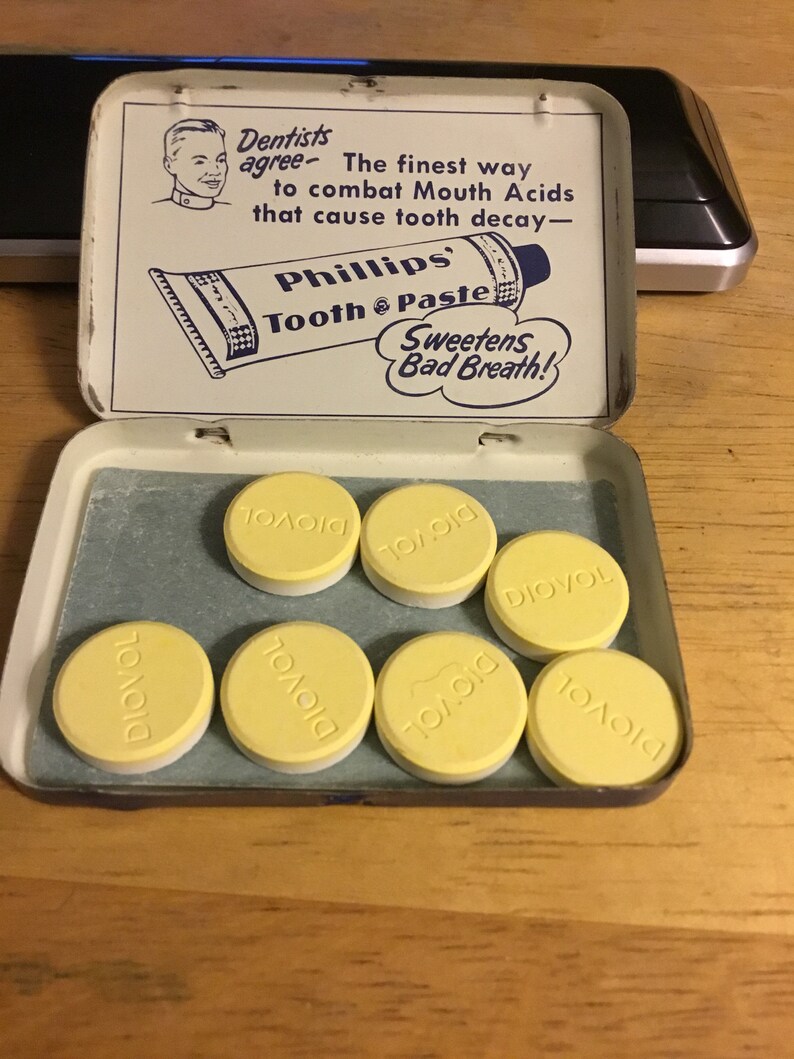 Dentists
agree—
The finest way
to combat Mouth Acids
that cause tooth decay—
Phillips'
Tooth Paste
Sweetens
Bad Breath!
DIOVOL
DIOVOL
DIOVOL
DIOVOL
DIOVOL
DIOVOL
DIOVOL